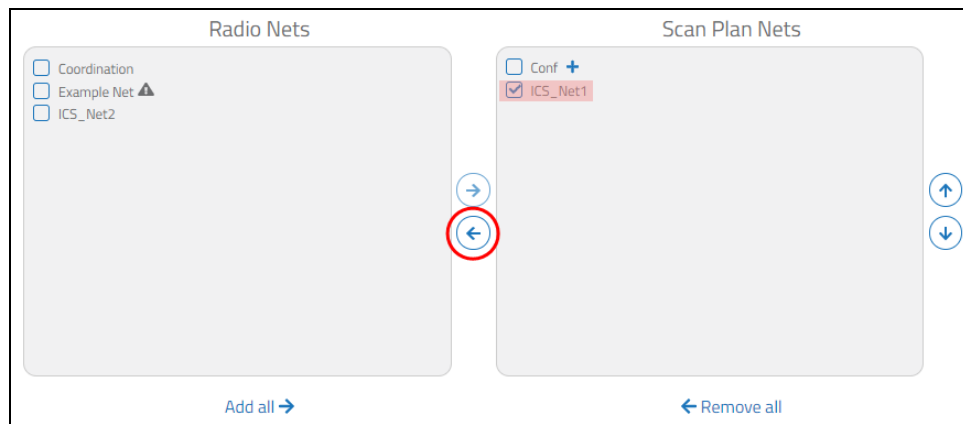 Radio Nets
Coordination
Example Net
ICS_Net2
Add all
Scan Plan Nets
Conf
ICS_Net1
Remove all